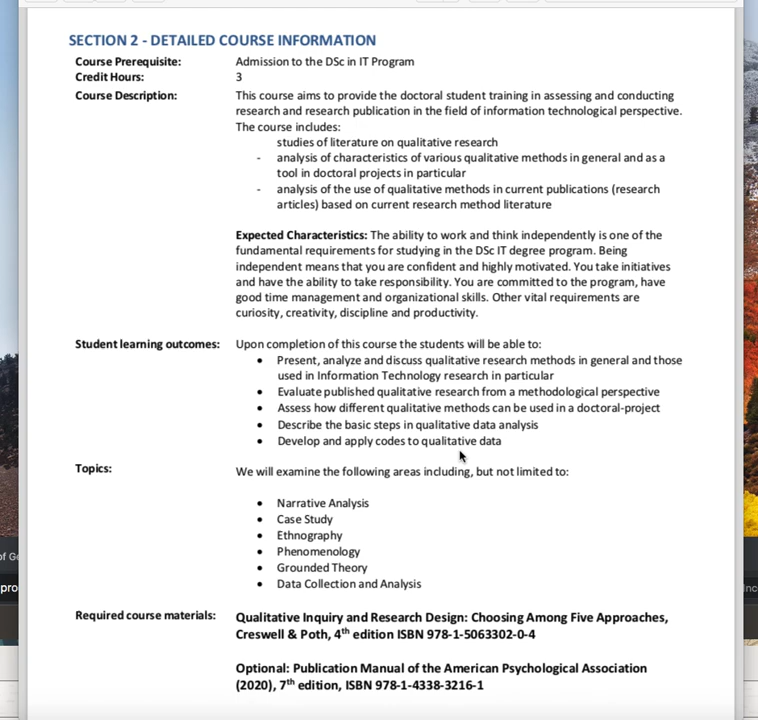 SECTION 2 - DETAILED COURSE INFORMATION
Course Prerequisite: Admission to the DSc in IT Program
Credit Hours: 3
Course Description: This course aims to provide the doctoral student training in assessing and conducting
research and research publication in the field of information technological perspective.
The course includes:
studies of literature on qualitative research
- analysis of characteristics of various qualitative methods in general and as a
tool in doctoral projects in particular
- analysis of the use of qualitative methods in current publications (research
articles) based on current research method literature
Expected Characteristics: The ability to work and think independently is one of the
fundamental requirements for studying in the DSc IT degree program. Being
independent means that you are confident and highly motivated. You take initiatives
and have the ability to take responsibility. You are committed to the program, have
good time management and organizational skills. Other vital requirements are
curiosity, creativity, discipline and productivity.
Student learning outcomes: Upon completion of this course the students will be able to:
• Present, analyze and discuss qualitative research methods in general and those
used in Information Technology research in particular
• Evaluate published qualitative research from a methodological perspective
• Assess how different qualitative methods can be used in a doctoral-project
• Describe the basic steps in qualitative data analysis
• Develop and apply codes to qualitative data
Topics: We will examine the following areas including, but not limited to:
• Narrative Analysis
• Case Study
• Ethnography
• Phenomenology
• Grounded Theory
• Data Collection and Analysis
Required course materials: Qualitative Inquiry and Research Design: Choosing Among Five Approaches,
Creswell & Poth, 4th edition ISBN 978-1-5063302-0-4
Optional: Publication Manual of the American Psychological Association
(2020), 7th edition, ISBN 978-1-4338-3216-1